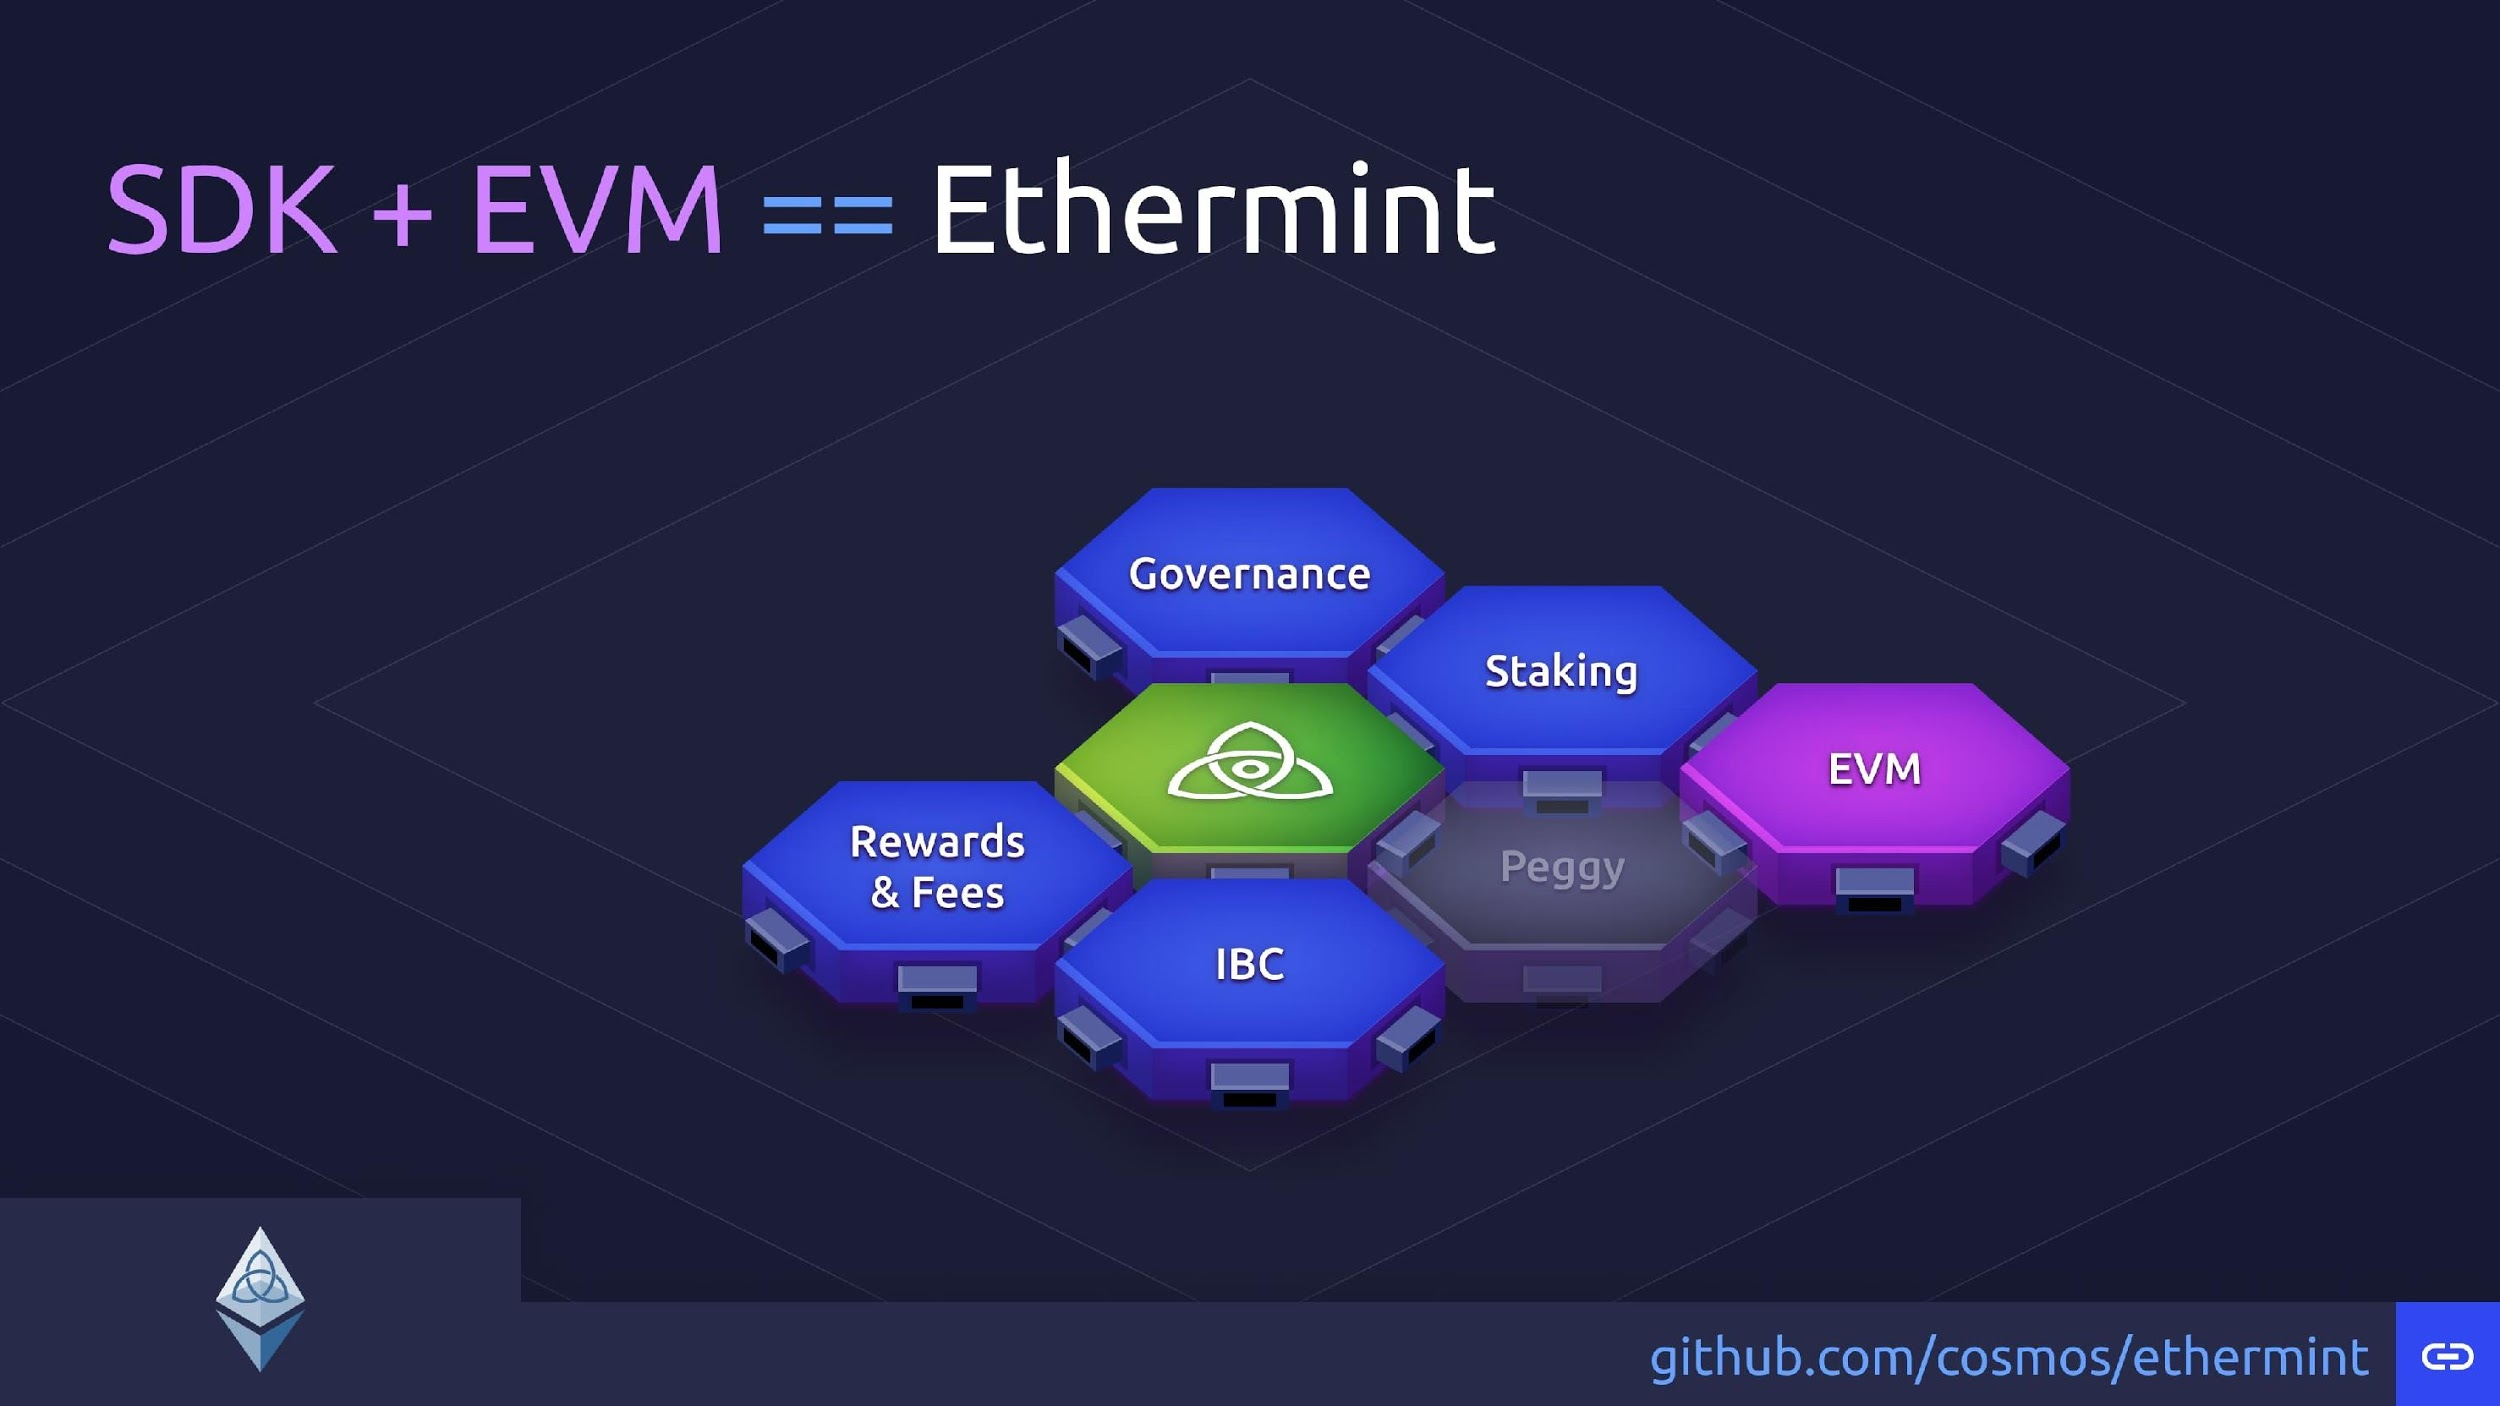 SDK + EVM == Ethermint
Governance
Staking
EVM
Rewards
& Fees
Peggy
IBC
github.com/cosmos/ethermint